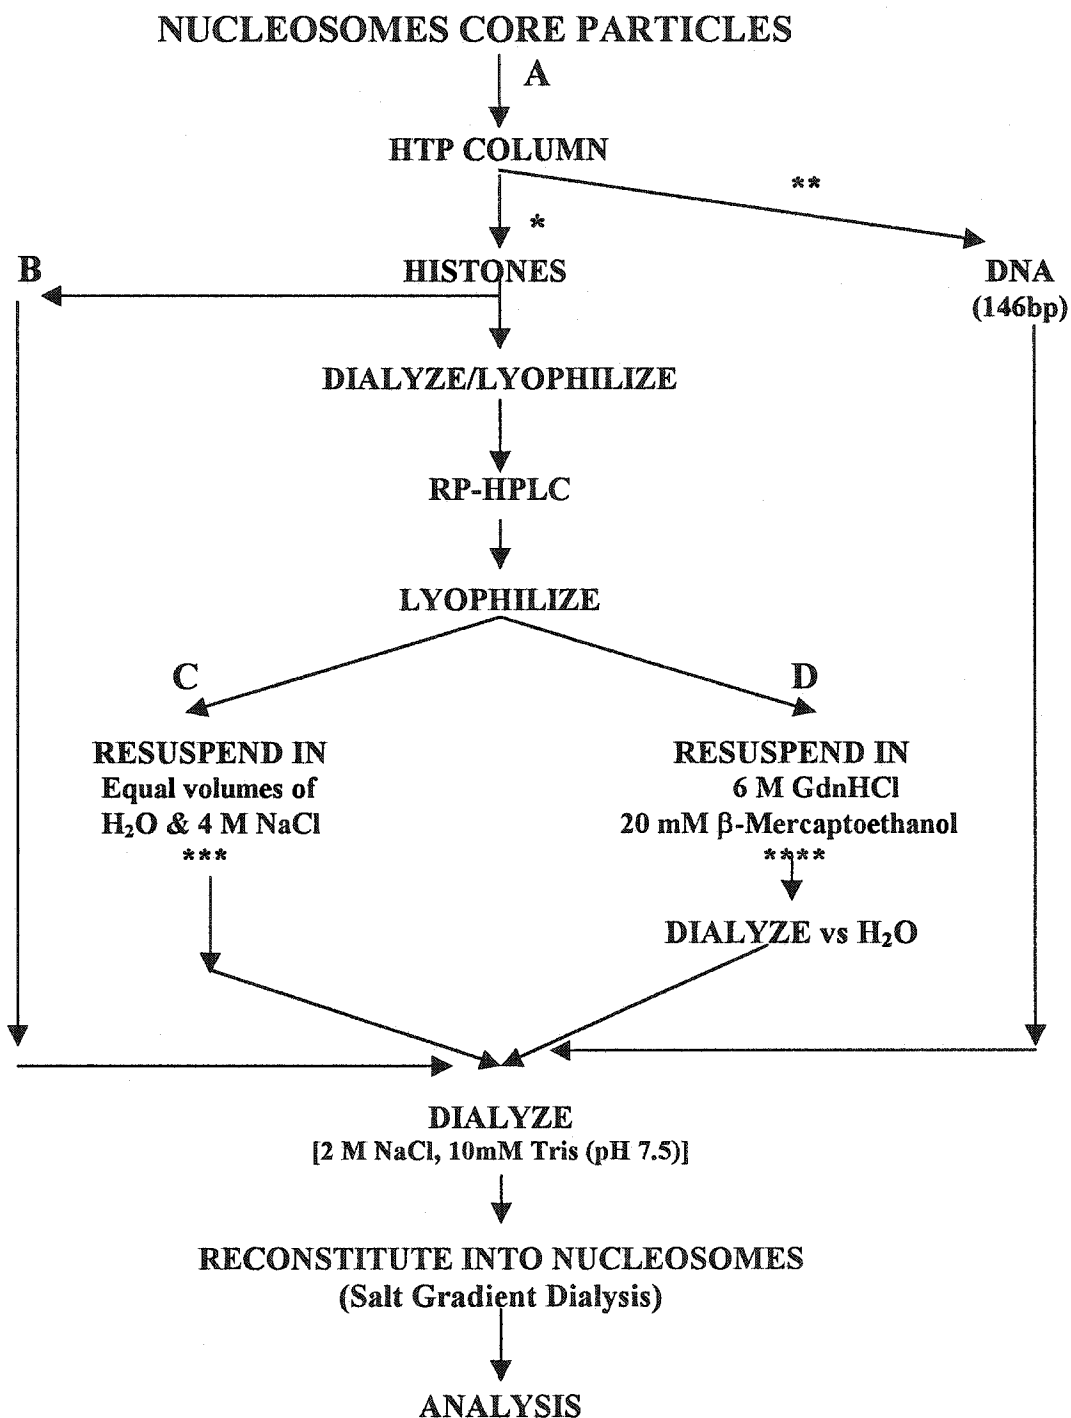 NUCLEOSOMES CORE PARTICLES
A
HTP COLUMN
**
*
B
HISTONES
DNA
(146bp)
DIALYZE/LYOPHILIZE
RP-HPLC
LYOPHILIZE
C
D
RESUSPEND IN
Equal volumes of
H₂O & 4 M NaCl
***
RESUSPEND IN
6 M GdnHCl
20 mM β-Mercaptoethanol
****
DIALYZE vs H₂O
DIALYZE
[2 M NaCl, 10mM Tris (pH 7.5)]
RECONSTITUTE INTO NUCLEOSOMES
(Salt Gradient Dialysis)
ANALYSIS